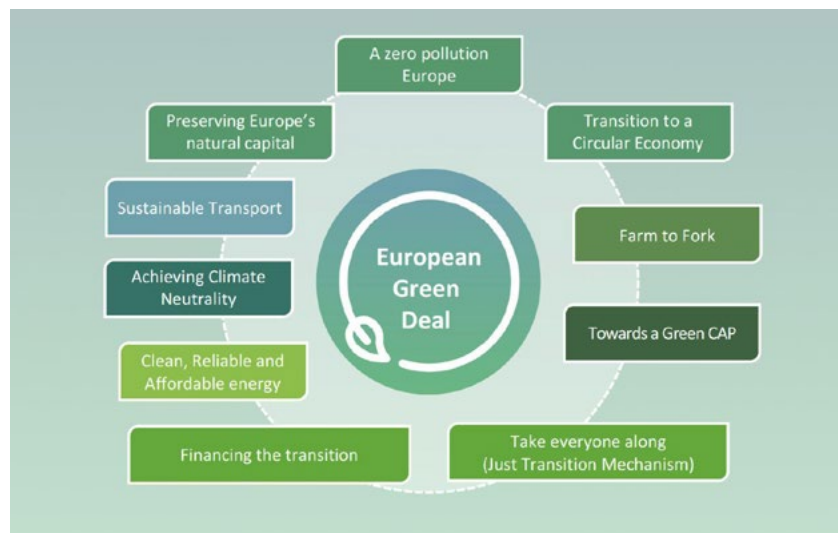 A zero pollution
Europe
Preserving Europe's
natural capital
Transition to a
Circular Economy
Sustainable Transport
Farm to Fork
European
Green
Deal
Achieving Climate
Neutrality
Towards a Green CAP
Clean, Reliable and
Affordable energy
Financing the transition
Take everyone along
(Just Transition Mechanism)